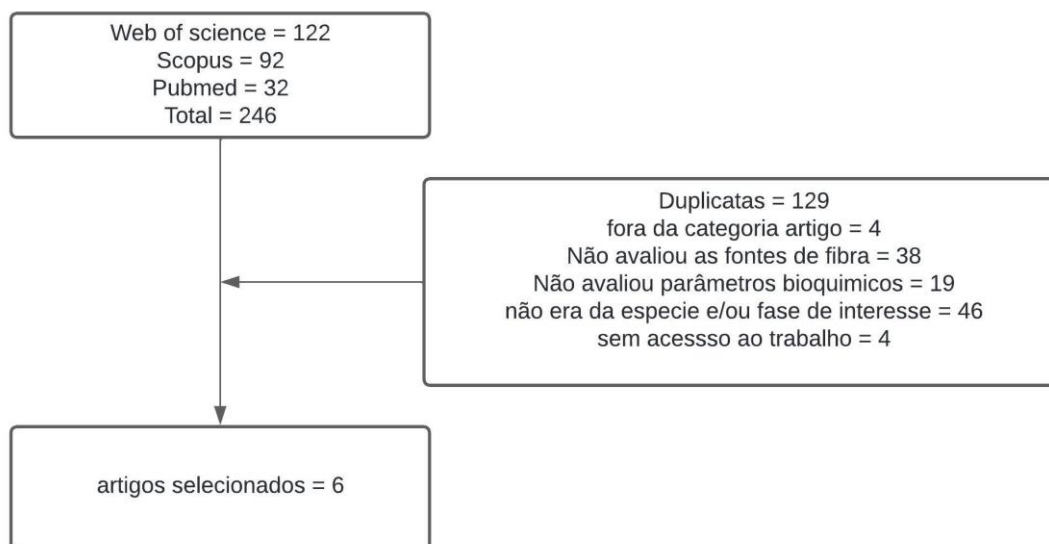 Web of science = 122
Scopus = 92
Pubmed = 32
Total = 246
Duplicatas = 129
fora da categoria artigo = 4
Não avaliou as fontes de fibra = 38
Não avaliou parâmetros bioquimicos = 19
não era da especie e/ou fase de interesse = 46
sem acessso ao trabalho = 4
artigos selecionados = 6